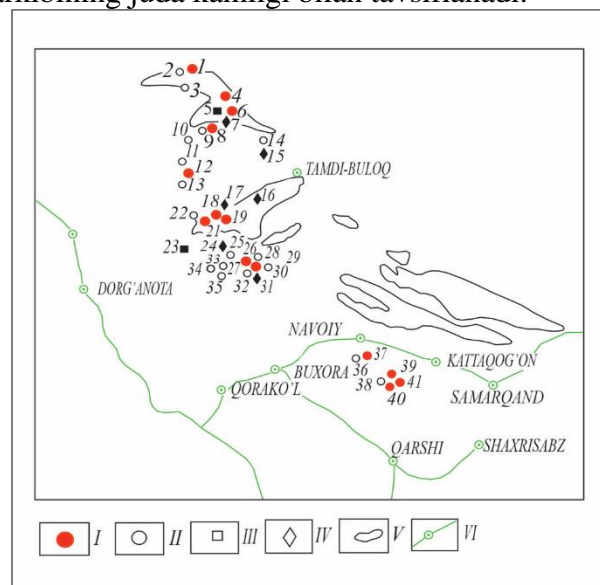 juda kamligi bilan tavsiflanadi.
2 1
3
4
5 6
7
10 9 8
11
14
15
12
13
TAMDI-BULOQ
17 16
18
22 21 19
23 24 25 26 28 29
33
34 27 30
35 32 31
DORG'ANOTA
NAVOIY
37
36
KATTAQOG'ON
BUXORA
39
38 41
40
QORAKO'L
SAMARQAND
QARSHI
SHAXRISABZ
I II III IV V VI